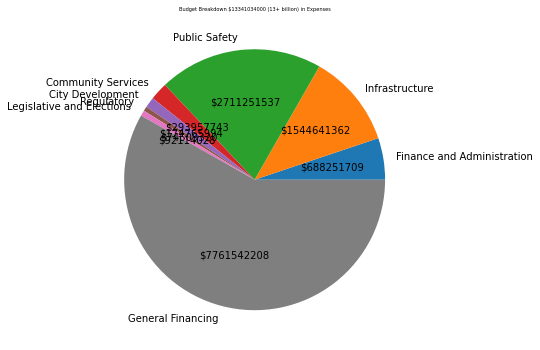 Budget Breakdown $13341034000 (13+ billion) in Expenses
Public Safety
Community Services
City Development
Regulatory
Legislative and Elections
Infrastructure
Finance and Administration
General Financing
$2711251537
$1544641362
$293957743
$688251709
$7761542208